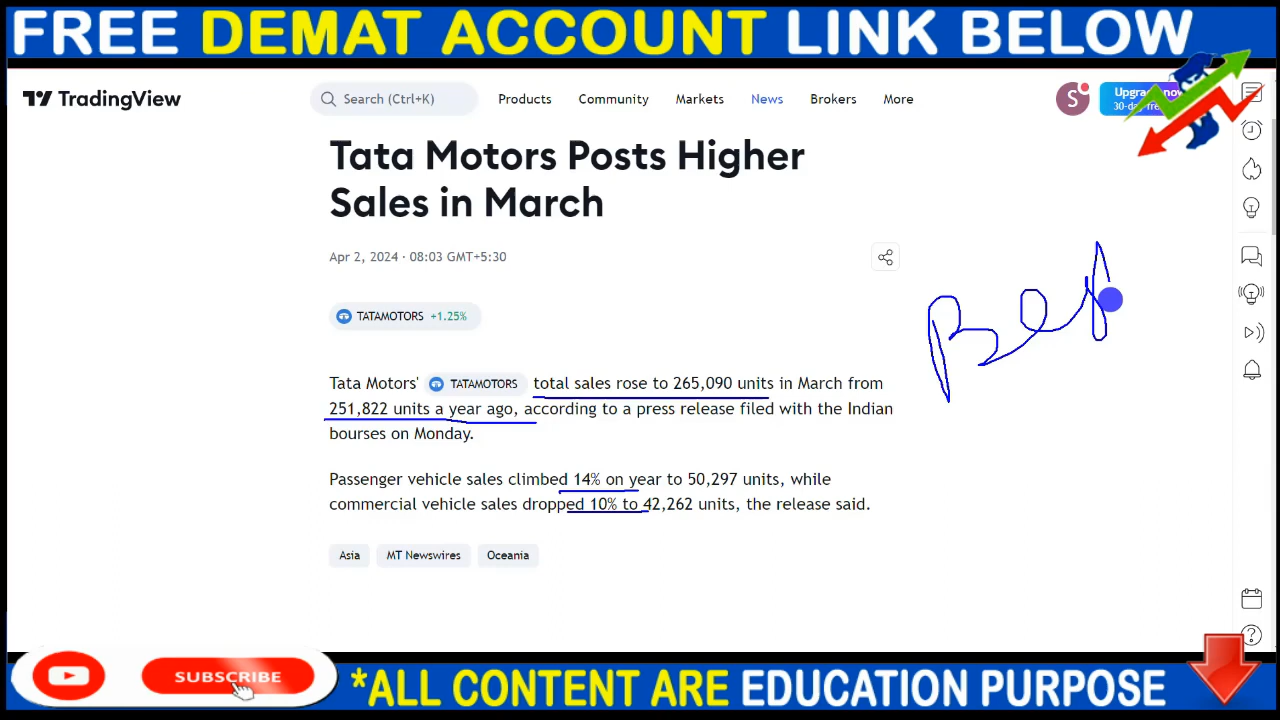 FREE DEMAT ACCOUNT LINK BELOW
TradingView
Search (Ctrl+K)
Products
Community
Markets
News
Brokers
More
S
Upgrade now
Tata Motors Posts Higher
Sales in March
Apr 2, 2024 · 08:03 GMT+5:30
TATAMOTORS +1.25%
Tata Motors' TATAMOTORS total sales rose to 265,090 units in March from
251,822 units a year ago, according to a press release filed with the Indian
bourses on Monday.
Passenger vehicle sales climbed 14% on year to 50,297 units, while
commercial vehicle sales dropped 10% to 42,262 units, the release said.
Asia
MT Newswires
Oceania
SUBSCRIBE
*ALL CONTENT ARE EDUCATION PURPOSE